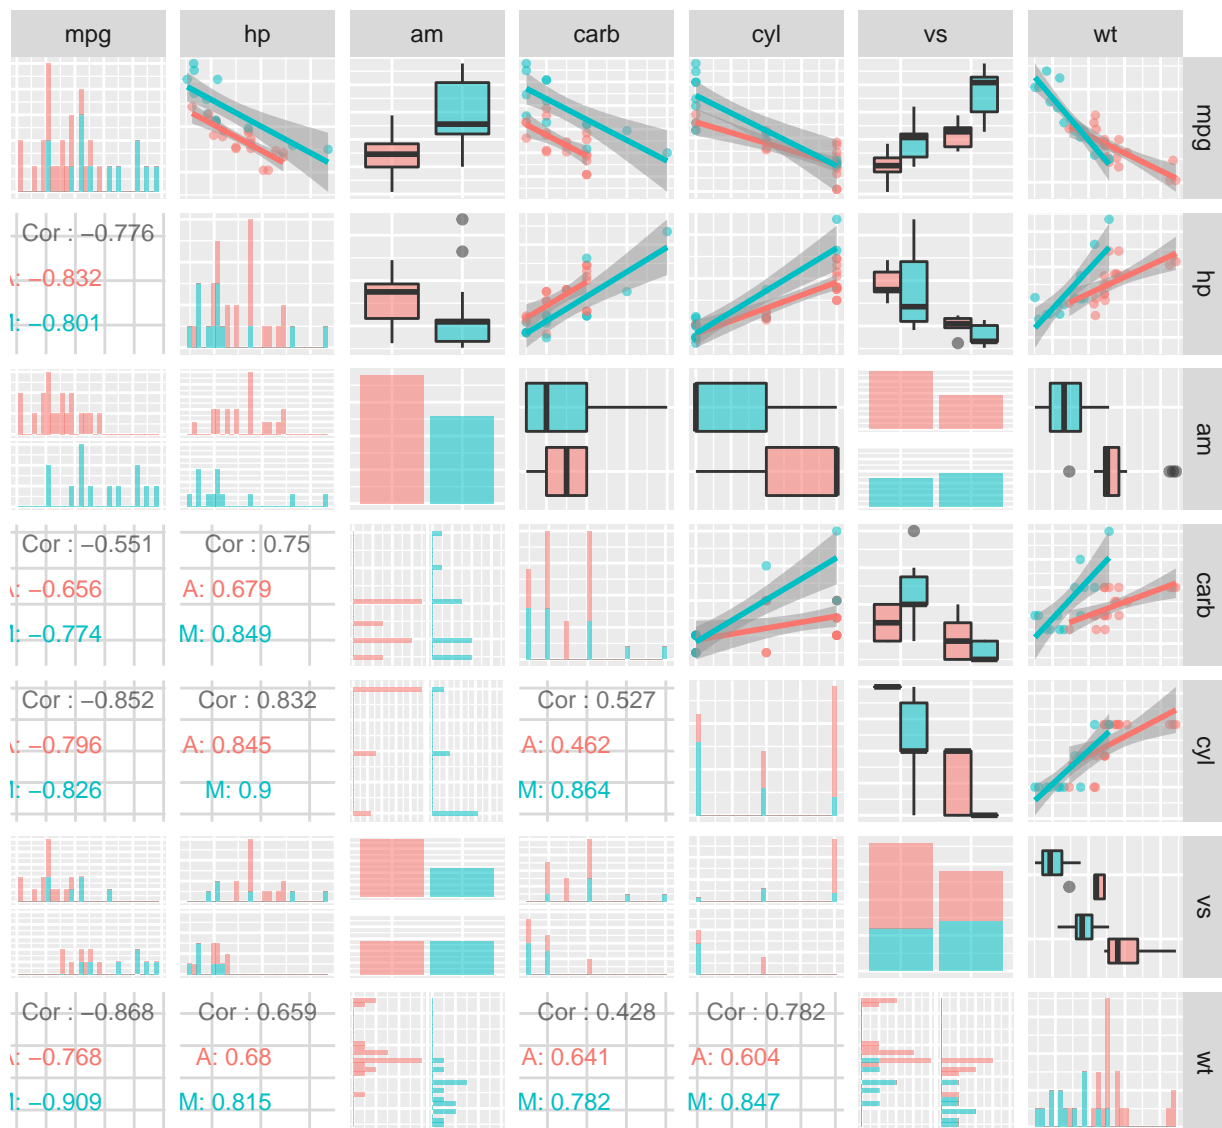 mpg hp am carb cyl vs wt
mpg
Cor : −0.776
A: −0.832
M: −0.801
hp
am
Cor : −0.551 Cor : 0.75
A: −0.656 A: 0.679
M: −0.774 M: 0.849
carb
Cor : −0.852 Cor : 0.832 Cor : 0.527
A: −0.796 A: 0.845 A: 0.462
M: −0.826 M: 0.9 M: 0.864
cyl
vs
Cor : −0.868 Cor : 0.659 Cor : 0.428 Cor : 0.782
A: −0.768 A: 0.68 A: 0.641 A: 0.604
M: −0.909 M: 0.815 M: 0.782 M: 0.847
wt